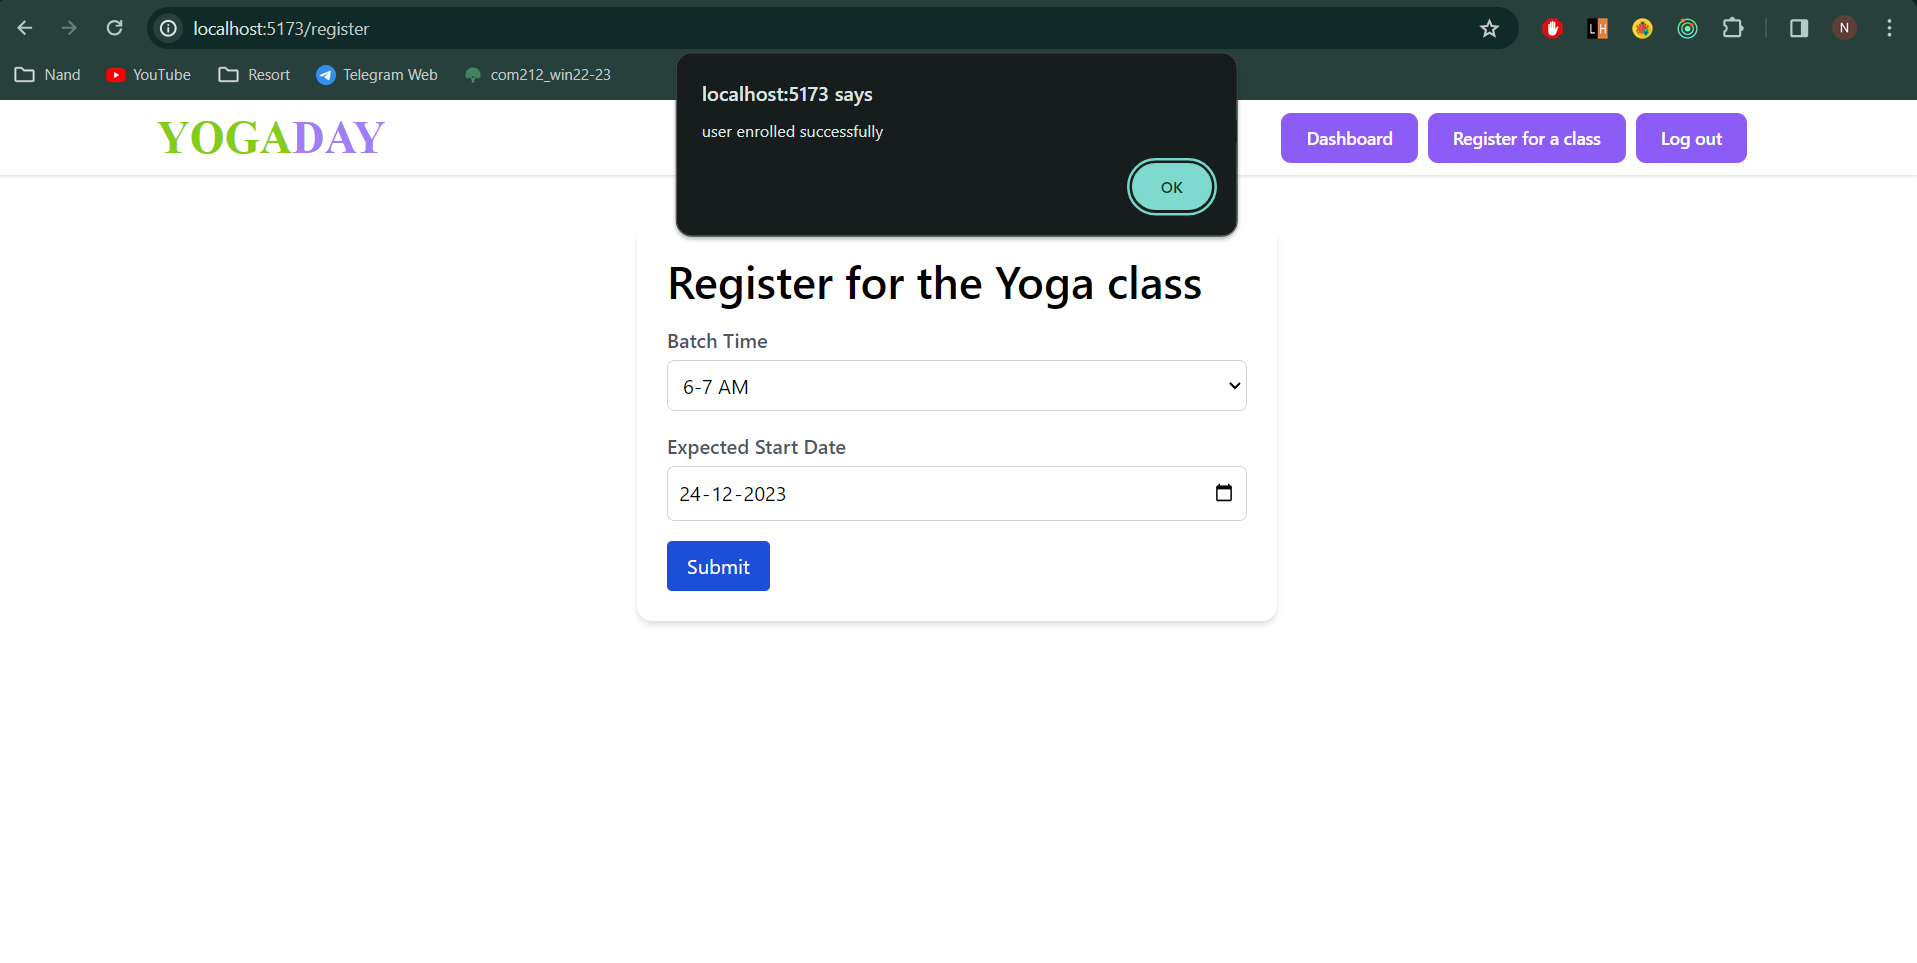 localhost:5173/register
N
Nand
YouTube
Resort
Telegram Web
com212_win22-23
localhost:5173 says
user enrolled successfully
OK
YOGADAY
Dashboard
Register for a class
Log out
Register for the Yoga class
Batch Time
6-7 AM
Expected Start Date
24-12-2023
Submit